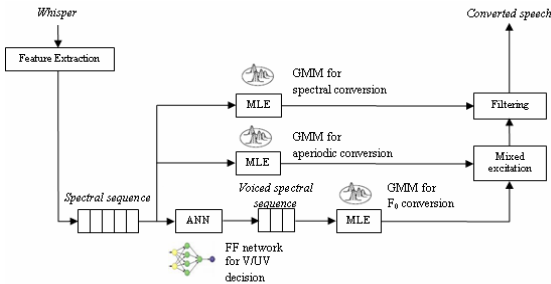 Whisper
Converted speech
Feature Extraction
GMM for
spectral conversion
MLE
Filtering
GMM for
aperiodic conversion
MLE
Mixed
excitation
Spectral sequence
Voiced spectral
sequence
GMM for
F₀ conversion
ANN
MLE
FF network
for V/UV
decision